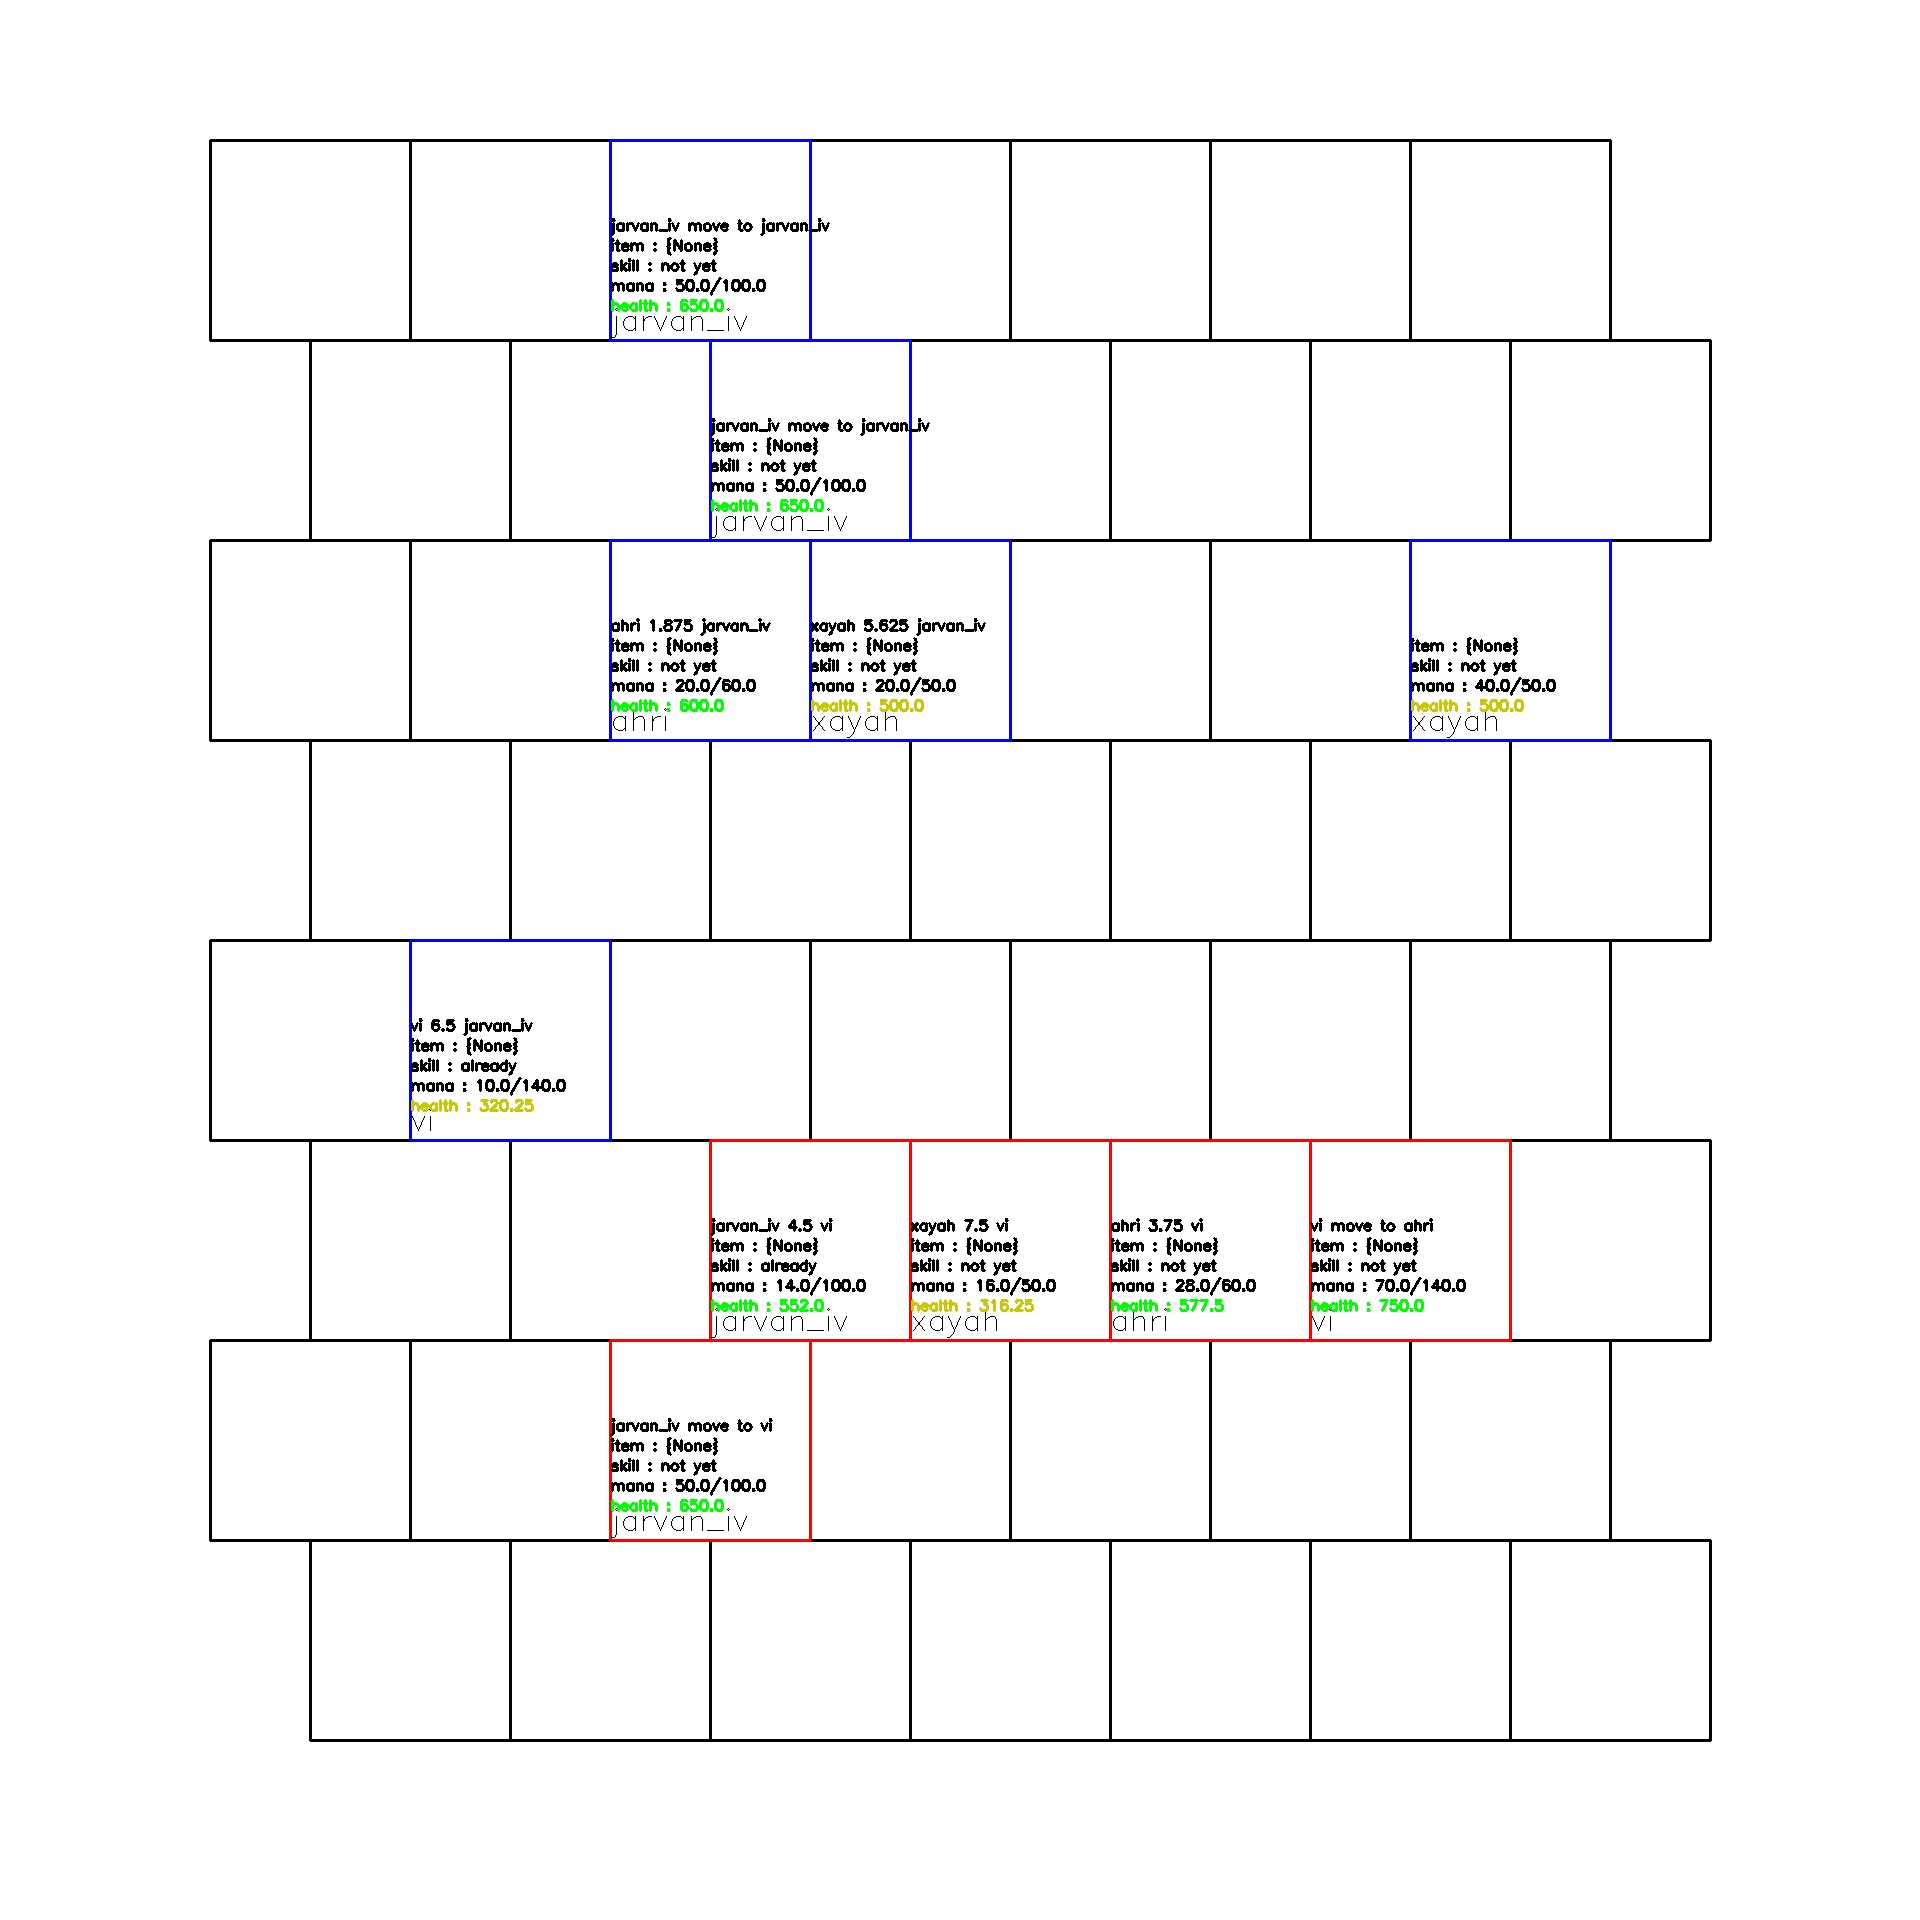 jarvan_iv move to jarvan_iv
item : {None}
skill : not yet
mana : 50.0/100.0
health : 650.0
jarvan_iv
jarvan_iv move to jarvan_iv
item : {None}
skill : not yet
mana : 50.0/100.0
health : 650.0
jarvan_iv
ahri 1.875 jarvan_iv
item : {None}
skill : not yet
mana : 20.0/60.0
health : 600.0
ahri
xayah 5.625 jarvan_iv
item : {None}
skill : not yet
mana : 20.0/50.0
health : 500.0
xayah
item : {None}
skill : not yet
mana : 40.0/50.0
health : 500.0
xayah
vi 6.5 jarvan_iv
item : {None}
skill : already
mana : 10.0/140.0
health : 320.25
vi
jarvan_iv 4.5 vi
item : {None}
skill : already
mana : 14.0/100.0
health : 552.0
jarvan_iv
xayah 7.5 vi
item : {None}
skill : not yet
mana : 16.0/50.0
health : 316.25
xayah
ahri 3.75 vi
item : {None}
skill : not yet
mana : 28.0/60.0
health : 577.5
ahri
vi move to ahri
item : {None}
skill : not yet
mana : 70.0/140.0
health : 750.0
vi
jarvan_iv move to vi
item : {None}
skill : not yet
mana : 50.0/100.0
health : 650.0
jarvan_iv